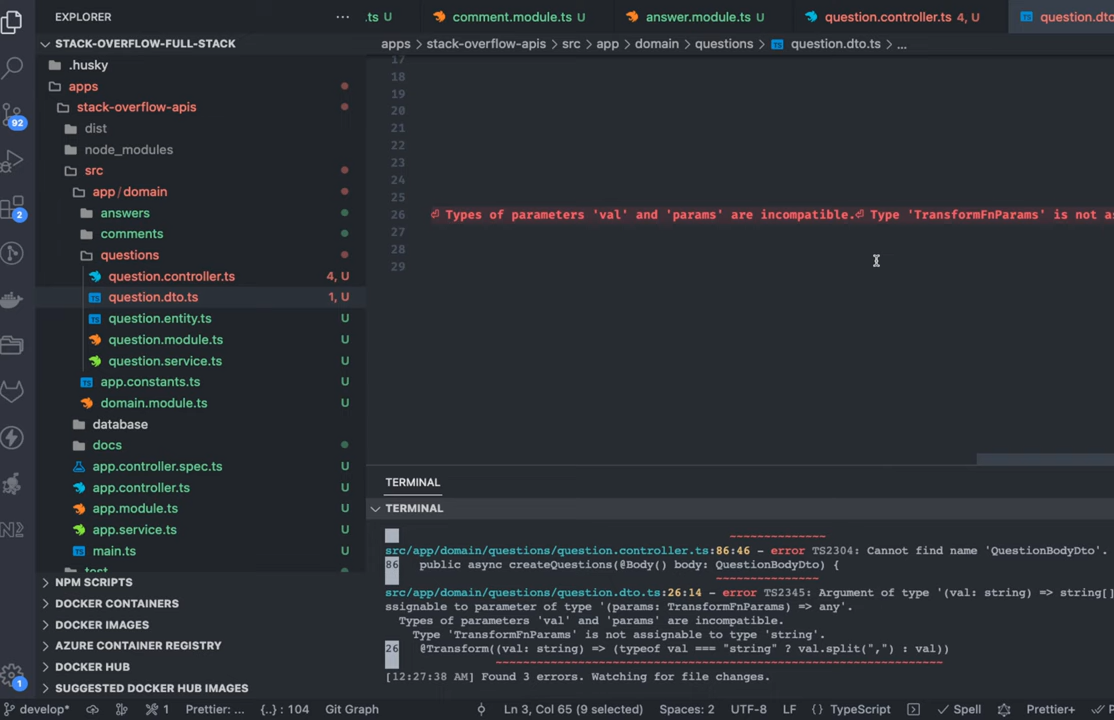 EXPLORER
STACK-OVERFLOW-FULL-STACK
.husky
apps
stack-overflow-apis
dist
node_modules
src
app / domain
answers
comments
questions
question.controller.ts 4, U
question.dto.ts 1, U
question.entity.ts U
question.module.ts U
question.service.ts U
app.constants.ts U
domain.module.ts U
database
docs
app.controller.spec.ts U
app.controller.ts U
app.module.ts U
app.service.ts U
main.ts U
NPM SCRIPTS
DOCKER CONTAINERS
DOCKER IMAGES
AZURE CONTAINER REGISTRY
DOCKER HUB
SUGGESTED DOCKER HUB IMAGES
92
2
1
.ts U comment.module.ts U answer.module.ts U question.controller.ts 4, U question.dto
apps > stack-overflow-apis > src > app > domain > questions > question.dto.ts > ...
17
18
19
20
21
22
23
24
25
26 ⏎ Types of parameters 'val' and 'params' are incompatible.⏎ Type 'TransformFnParams' is not a
27
28
29
TERMINAL
TERMINAL
src/app/domain/questions/question.controller.ts:86:46 - error TS2304: Cannot find name 'QuestionBodyDto'.
86 public async createQuestions(@Body() body: QuestionBodyDto) {
src/app/domain/questions/question.dto.ts:26:14 - error TS2345: Argument of type '(val: string) => string[]
ssignable to parameter of type '(params: TransformFnParams) => any'.
Types of parameters 'val' and 'params' are incompatible.
Type 'TransformFnParams' is not assignable to type 'string'.
26 @Transform((val: string) => (typeof val === "string" ? val.split(",") : val))
[12:27:38 AM] Found 3 errors. Watching for file changes.
develop* 1 Prettier: ... {..} : 104 Git Graph Ln 3, Col 65 (9 selected) Spaces: 2 UTF-8 LF {} TypeScript Spell Prettier+